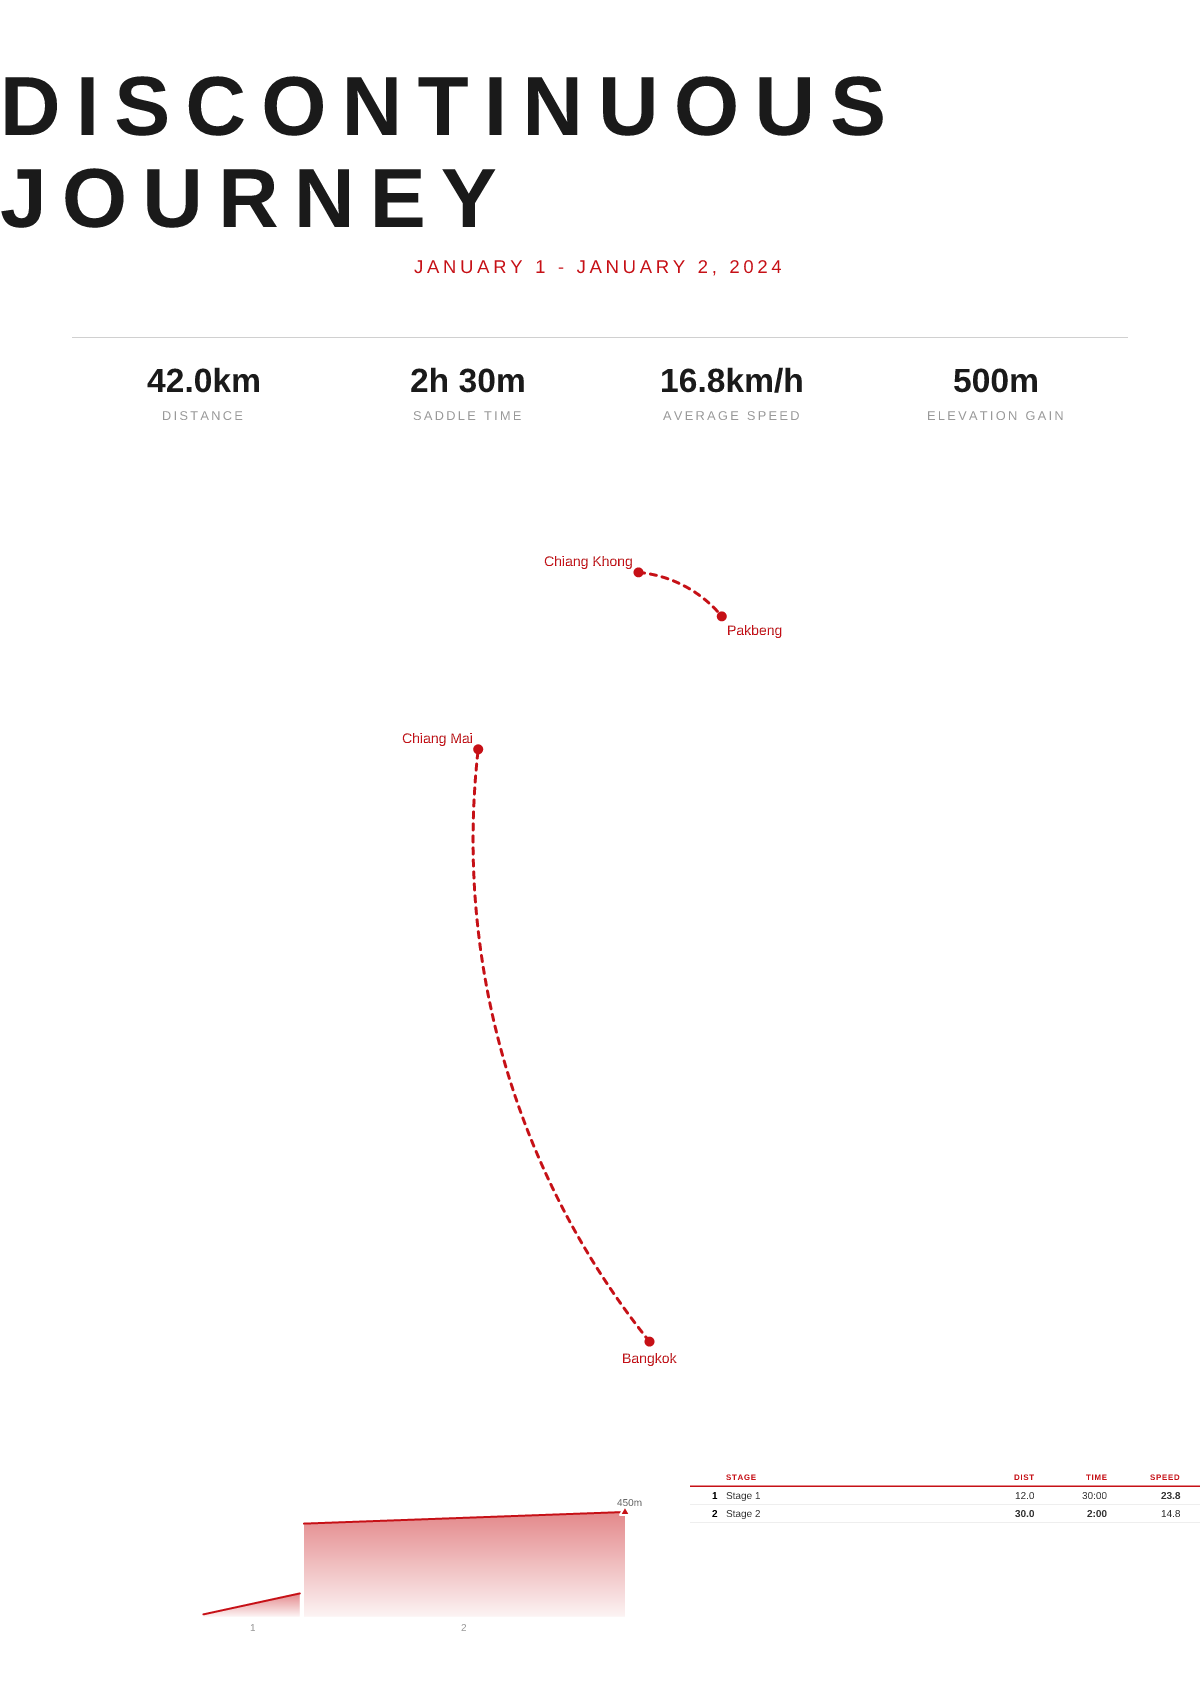 DISCONTINUOUS
JOURNEY
JANUARY 1 - JANUARY 2, 2024
42.0km 2h 30m 16.8km/h 500m
DISTANCE SADDLE TIME AVERAGE SPEED ELEVATION GAIN
Chiang Khong
Pakbeng
Chiang Mai
Bangkok
450m
1 2
STAGE DIST TIME SPEED
1 Stage 1 12.0 30:00 23.8
2 Stage 2 30.0 2:00 14.8